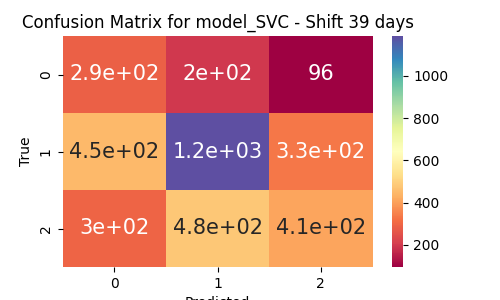 Confusion Matrix for model_SVC - Shift 39 days
True
0
2.9e+02 2e+02 96
1
4.5e+02 1.2e+03 3.3e+02
2
3e+02 4.8e+02 4.1e+02
0 1 2
Predicted
1000
800
600
400
200